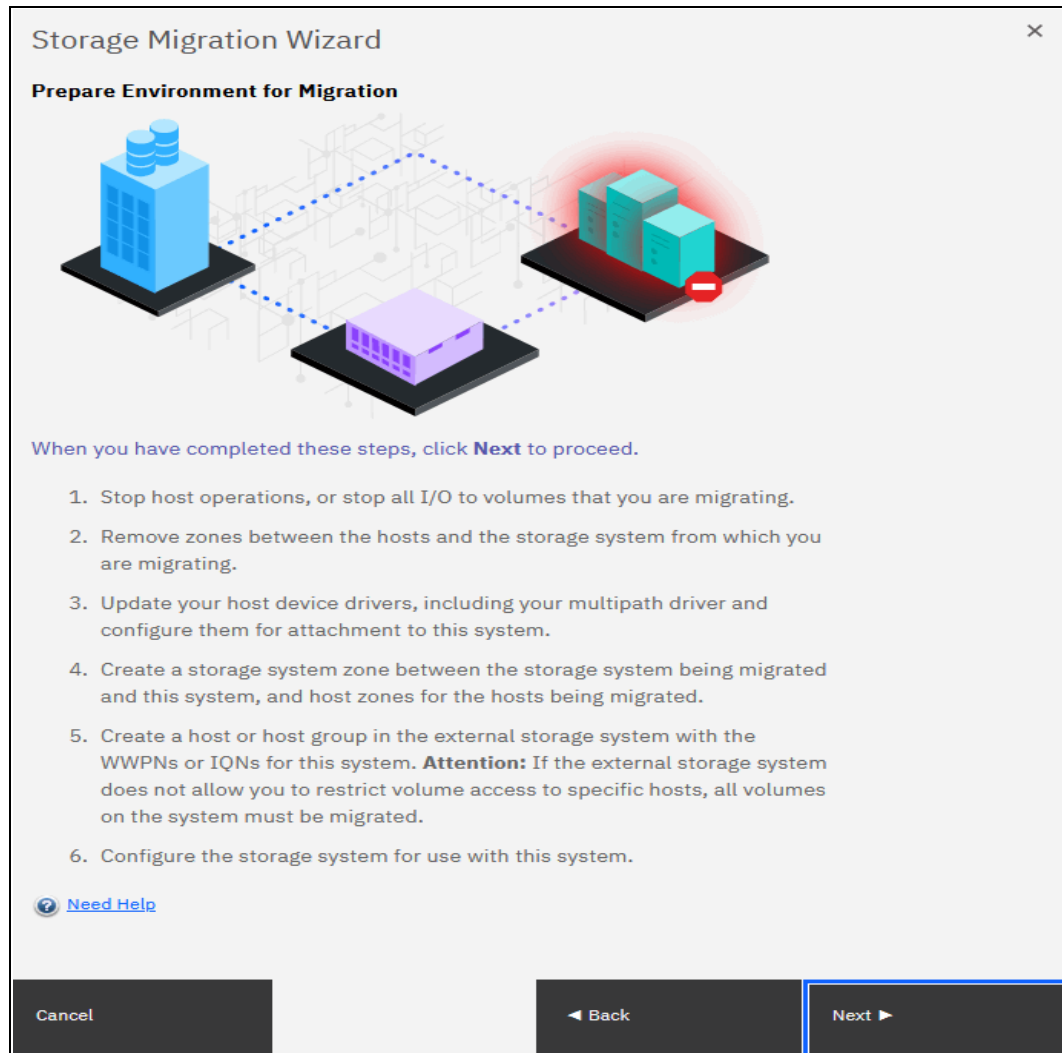 Storage Migration Wizard
×
Prepare Environment for Migration
When you have completed these steps, click Next to proceed.
1. Stop host operations, or stop all I/O to volumes that you are migrating.
2. Remove zones between the hosts and the storage system from which you
are migrating.
3. Update your host device drivers, including your multipath driver and
configure them for attachment to this system.
4. Create a storage system zone between the storage system being migrated
and this system, and host zones for the hosts being migrated.
5. Create a host or host group in the external storage system with the
WWPNs or IQNs for this system. Attention: If the external storage system
does not allow you to restrict volume access to specific hosts, all volumes
on the system must be migrated.
6. Configure the storage system for use with this system.
? Need Help
Cancel
◄ Back
Next ►